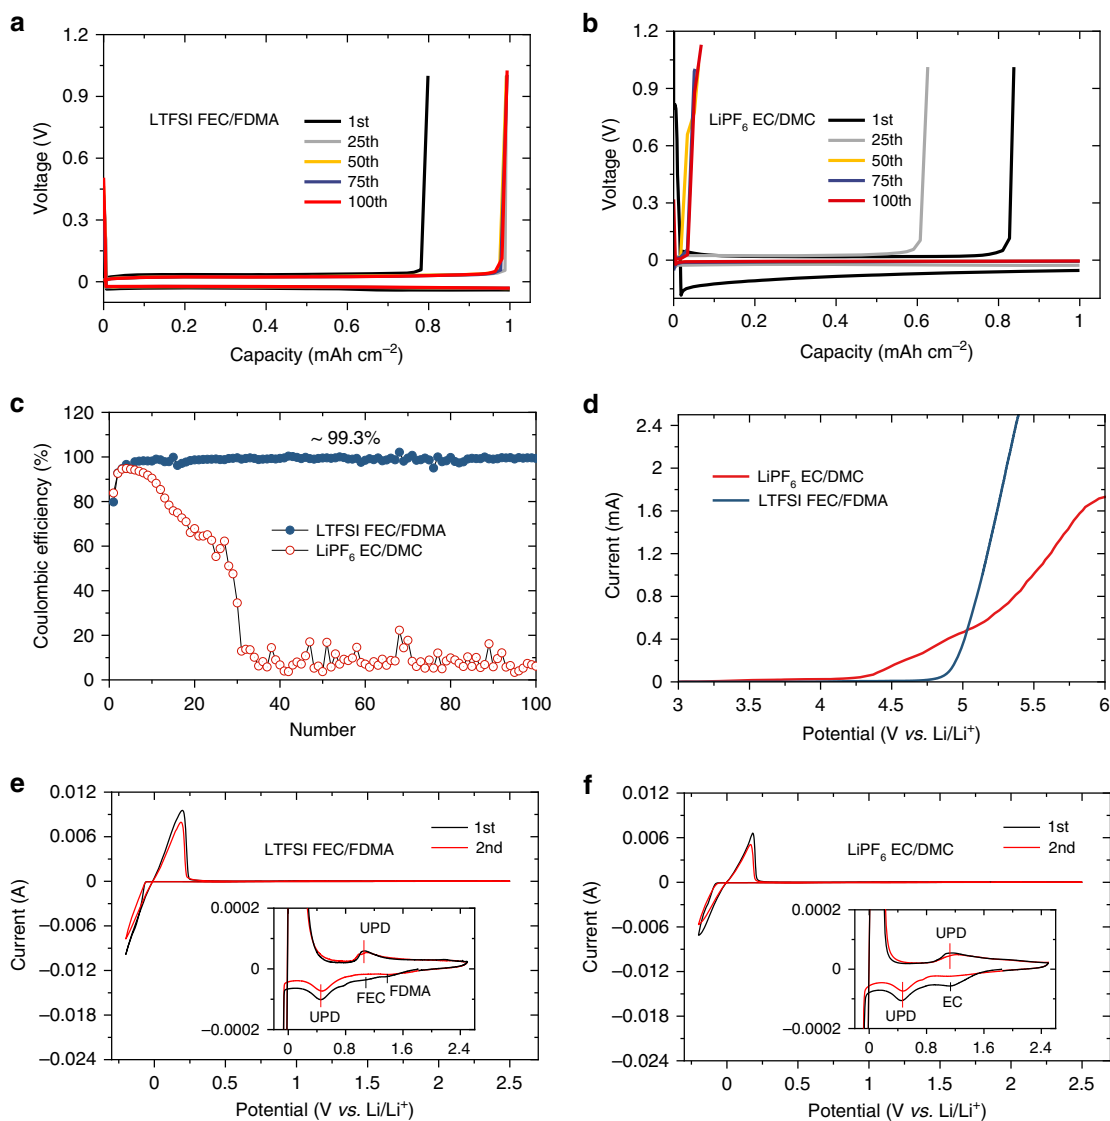 a
1.2
0.9
0.6
0.3
0
Voltage (V)
LTFSI FEC/FDMA
1st
25th
50th
75th
100th
0 0.2 0.4 0.6 0.8 1
Capacity (mAh cm⁻²)
b
1.2
0.9
0.6
0.3
0
Voltage (V)
LiPF₆ EC/DMC
1st
25th
50th
75th
100th
0 0.2 0.4 0.6 0.8 1
Capacity (mAh cm⁻²)
c
120
100
80
60
40
20
0
Coulombic efficiency (%)
~ 99.3%
LTFSI FEC/FDMA
LiPF₆ EC/DMC
0 20 40 60 80 100
Number
d
2.4
2
1.6
1.2
0.8
0.4
0
Current (mA)
LiPF₆ EC/DMC
LTFSI FEC/FDMA
3 3.5 4 4.5 5 5.5 6
Potential (V vs. Li/Li⁺)
e
0.012
0.006
0
−0.006
−0.012
−0.018
−0.024
Current (A)
LTFSI FEC/FDMA
1st
2nd
0.0002
0
−0.0002
UPD
FEC
FDMA
UPD
0 0.8 1.6 2.4
0 0.5 1 1.5 2.0 2.5
Potential (V vs. Li/Li⁺)
f
0.012
0.006
0
−0.006
−0.012
−0.018
−0.024
Current (A)
LiPF₆ EC/DMC
1st
2nd
0.0002
0
−0.0002
UPD
UPD
EC
0 0.8 1.6 2.4
0 0.5 1 1.5 2.0 2.5
Potential (V vs. Li/Li⁺)